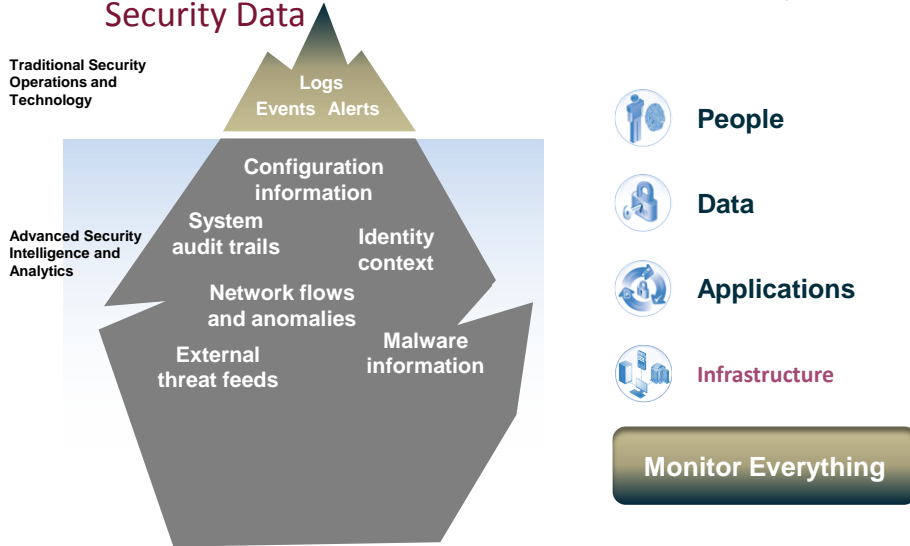 Security Data
Traditional Security
Operations and
Technology
Logs
Events Alerts
Configuration
information
System
audit trails
Identity
context
Advanced Security
Intelligence and
Analytics
Network flows
and anomalies
Malware
information
External
threat feeds
People
Data
Applications
Infrastructure
Monitor Everything